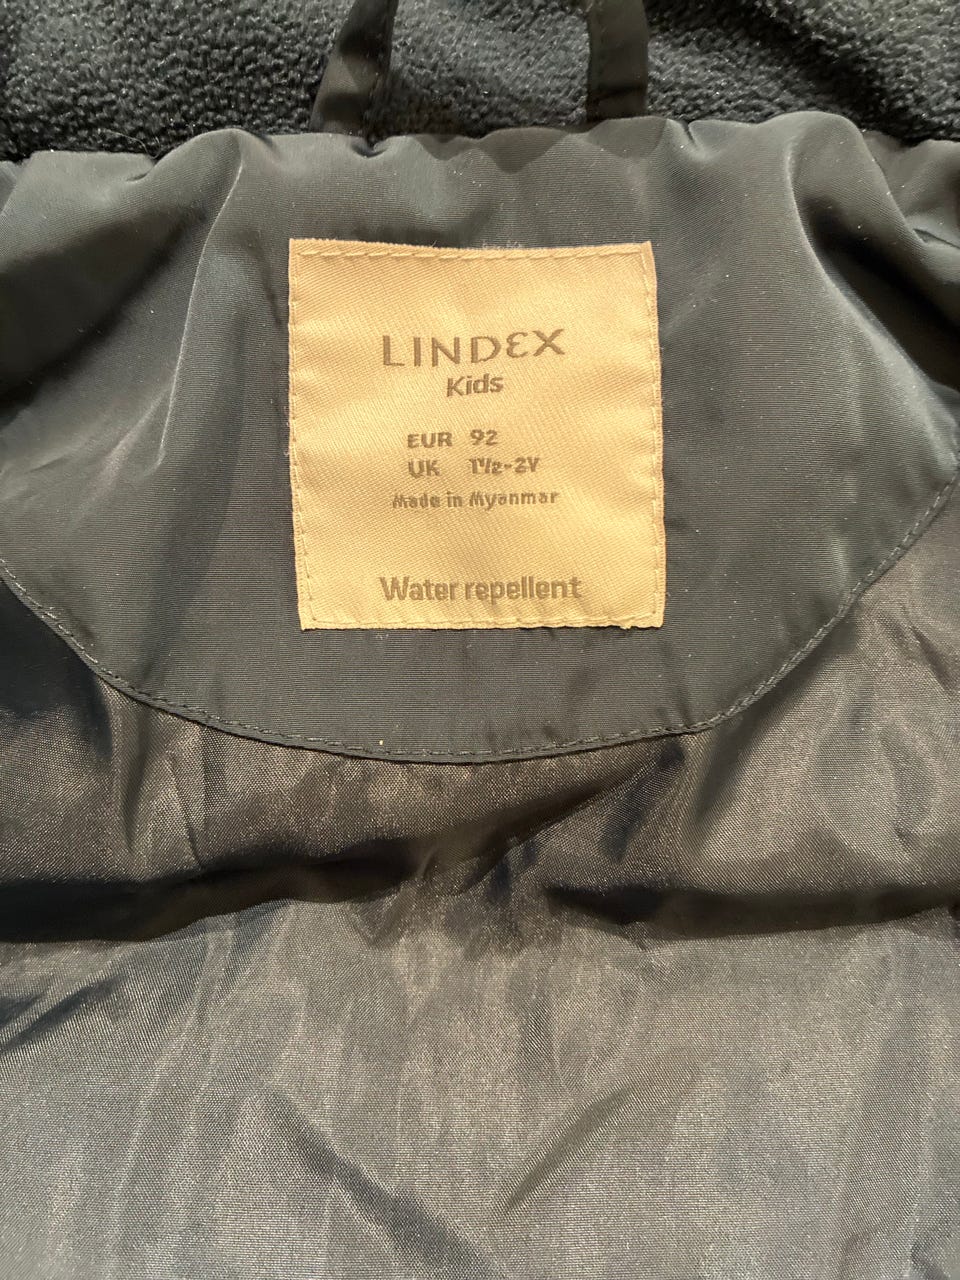 LINDEX
Kids
EUR 92
UK 1½-2Y
Made in Myanmar
Water repellent